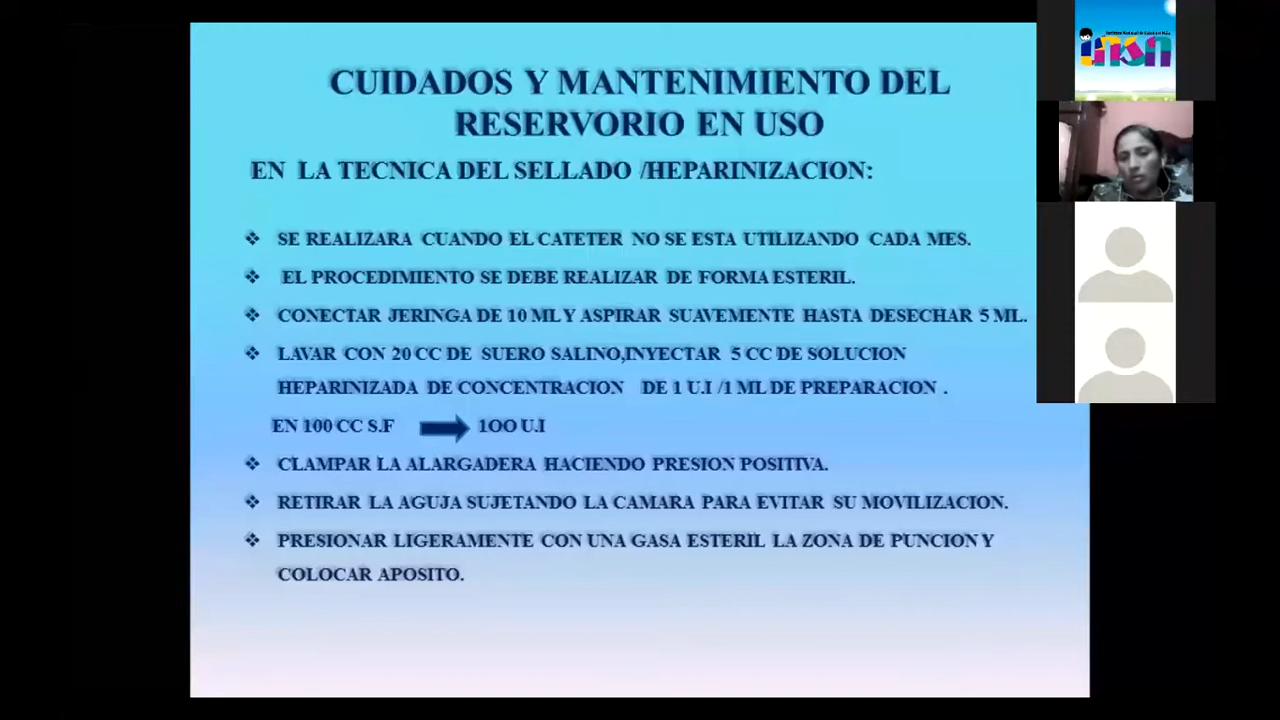 CUIDADOS Y MANTENIMIENTO DEL
RESERVORIO EN USO
EN LA TECNICA DEL SELLADO /HEPARINIZACION:
❖ SE REALIZARA CUANDO EL CATETER NO SE ESTA UTILIZANDO CADA MES.
❖ EL PROCEDIMIENTO SE DEBE REALIZAR DE FORMA ESTERIL.
❖ CONECTAR JERINGA DE 10 ML Y ASPIRAR SUAVEMENTE HASTA DESECHAR 5 ML.
❖ LAVAR CON 20 CC DE SUERO SALINO,INYECTAR 5 CC DE SOLUCION
HEPARINIZADA DE CONCENTRACION DE 1 U.I /1 ML DE PREPARACION .
EN 100 CC S.F ➡ 1OO U.I
❖ CLAMPAR LA ALARGADERA HACIENDO PRESION POSITIVA.
❖ RETIRAR LA AGUJA SUJETANDO LA CAMARA PARA EVITAR SU MOVILIZACION.
❖ PRESIONAR LIGERAMENTE CON UNA GASA ESTERIL LA ZONA DE PUNCION Y
COLOCAR APOSITO.
insn